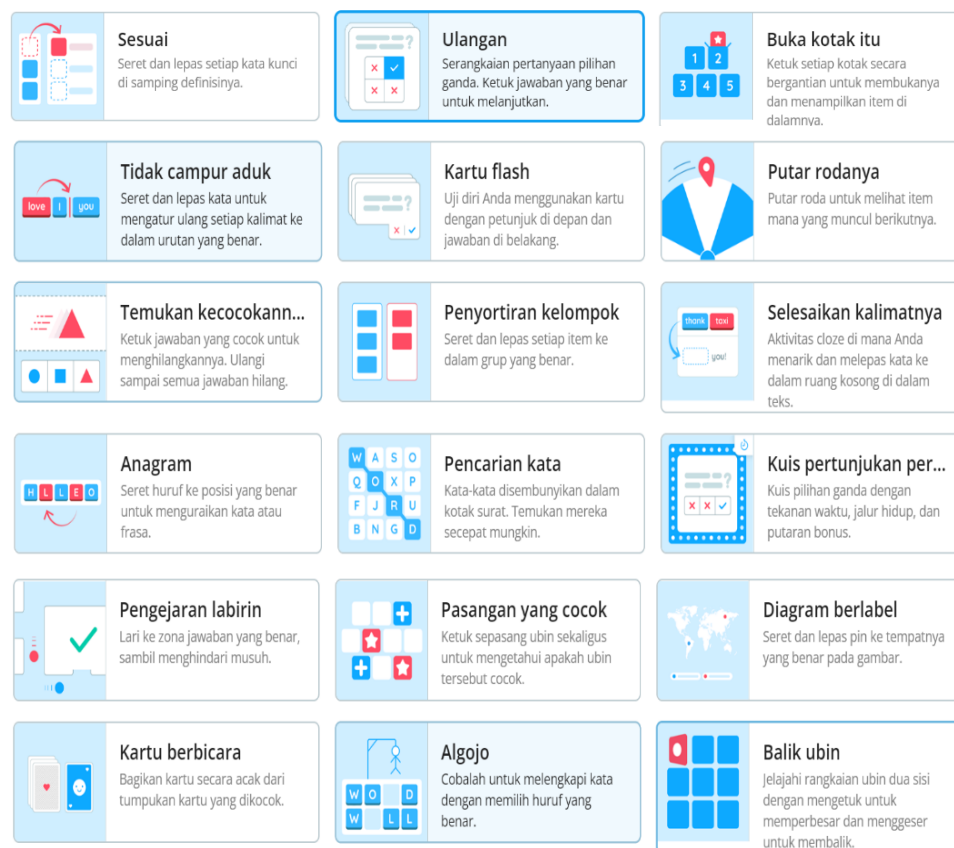 Sesuai
Seret dan lepas setiap kata kunci
di samping definisinya.
Ulangan
Serangkaian pertanyaan pilihan
ganda. Ketuk jawaban yang benar
untuk melanjutkan.
Buka kotak itu
Ketuk setiap kotak secara
bergantian untuk membukanya
dan menampilkan item di
dalamnya.
1 2
3 4 5
Tidak campur aduk
Seret dan lepas kata untuk
mengatur ulang setiap kalimat ke
dalam urutan yang benar.
love I you
Kartu flash
Uji diri Anda menggunakan kartu
dengan petunjuk di depan dan
jawaban di belakang.
Putar rodanya
Putar roda untuk melihat item
mana yang muncul berikutnya.
Temukan kecocokann...
Ketuk jawaban yang cocok untuk
menghilangkannya. Ulangi
sampai semua jawaban hilang.
Penyortiran kelompok
Seret dan lepas setiap item ke
dalam grup yang benar.
Selesaikan kalimatnya
Aktivitas cloze di mana Anda
menarik dan melepas kata ke
dalam ruang kosong di dalam
teks.
thank taxi
you!
Anagram
Seret huruf ke posisi yang benar
untuk menguraikan kata atau
frasa.
H L L E O
Pencarian kata
Kata-kata disembunyikan dalam
kotak surat. Temukan mereka
secepat mungkin.
W A S O
Q O X P
F J R U
B N G D
Kuis pertunjukan per...
Kuis pilihan ganda dengan
tekanan waktu, jalur hidup, dan
putaran bonus.
Pengejaran labirin
Lari ke zona jawaban yang benar,
sambil menghindari musuh.
Pasangan yang cocok
Ketuk sepasang ubin sekaligus
untuk mengetahui apakah ubin
tersebut cocok.
Diagram berlabel
Seret dan lepas pin ke tempatnya
yang benar pada gambar.
Kartu berbicara
Bagikan kartu secara acak dari
tumpukan kartu yang dikocok.
Algojo
Cobalah untuk melengkapi kata
dengan memilih huruf yang
benar.
W O D
W L L
Balik ubin
Jelajahi rangkaian ubin dua sisi
dengan mengetuk untuk
memperbesar dan menggeser
untuk membalik.